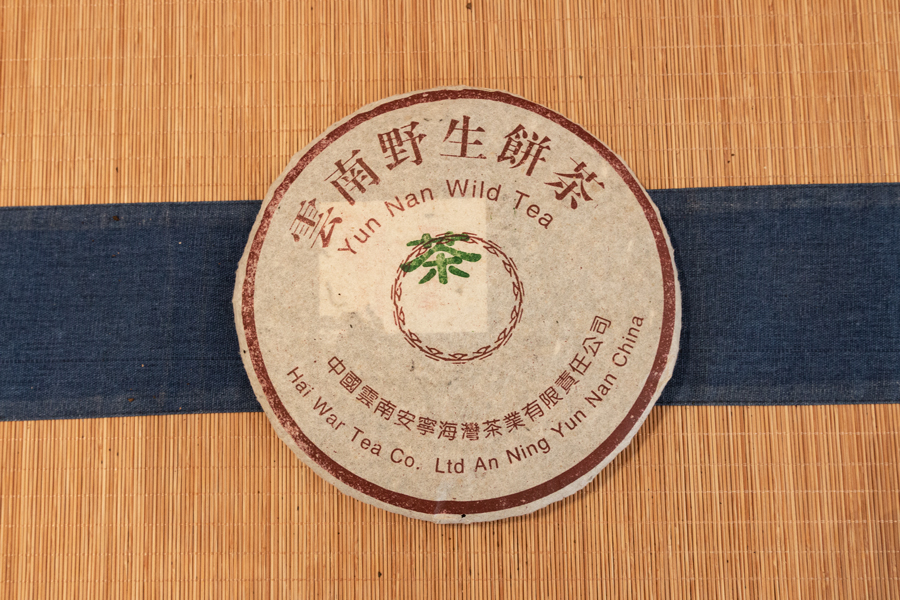 雲南野生餅茶
Yun Nan Wild Tea
茶
中國雲南安寧海灣茶業有限責任公司
Hai War Tea Co. Ltd An Ning Yun Nan China